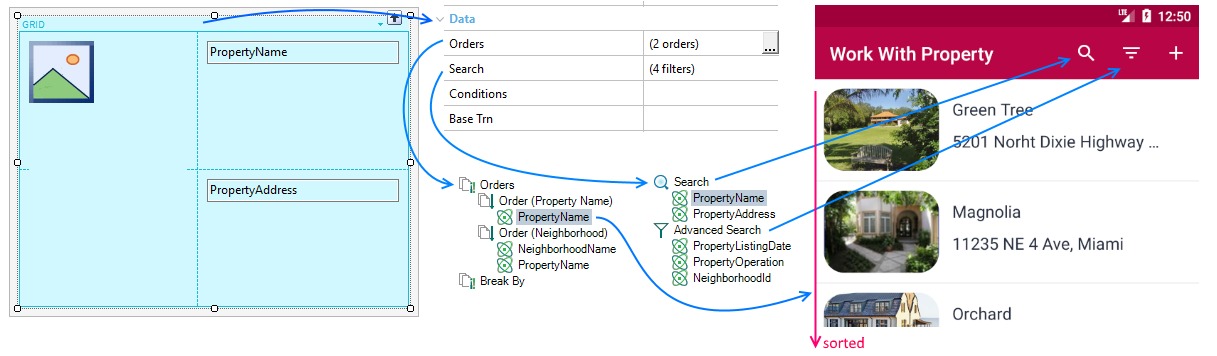 GRID
PropertyName
PropertyAddress
Data
Orders
(2 orders)
...
Search
(4 filters)
Conditions
Base Trn
Orders
Order (Property Name)
PropertyName
Order (Neighborhood)
NeighborhoodName
PropertyName
Break By
Search
PropertyName
PropertyAddress
Advanced Search
PropertyListingDate
PropertyOperation
NeighborhoodId
LTE 12:50
Work With Property
Green Tree
5201 Norht Dixie Highway ...
Magnolia
11235 NE 4 Ave, Miami
Orchard
sorted